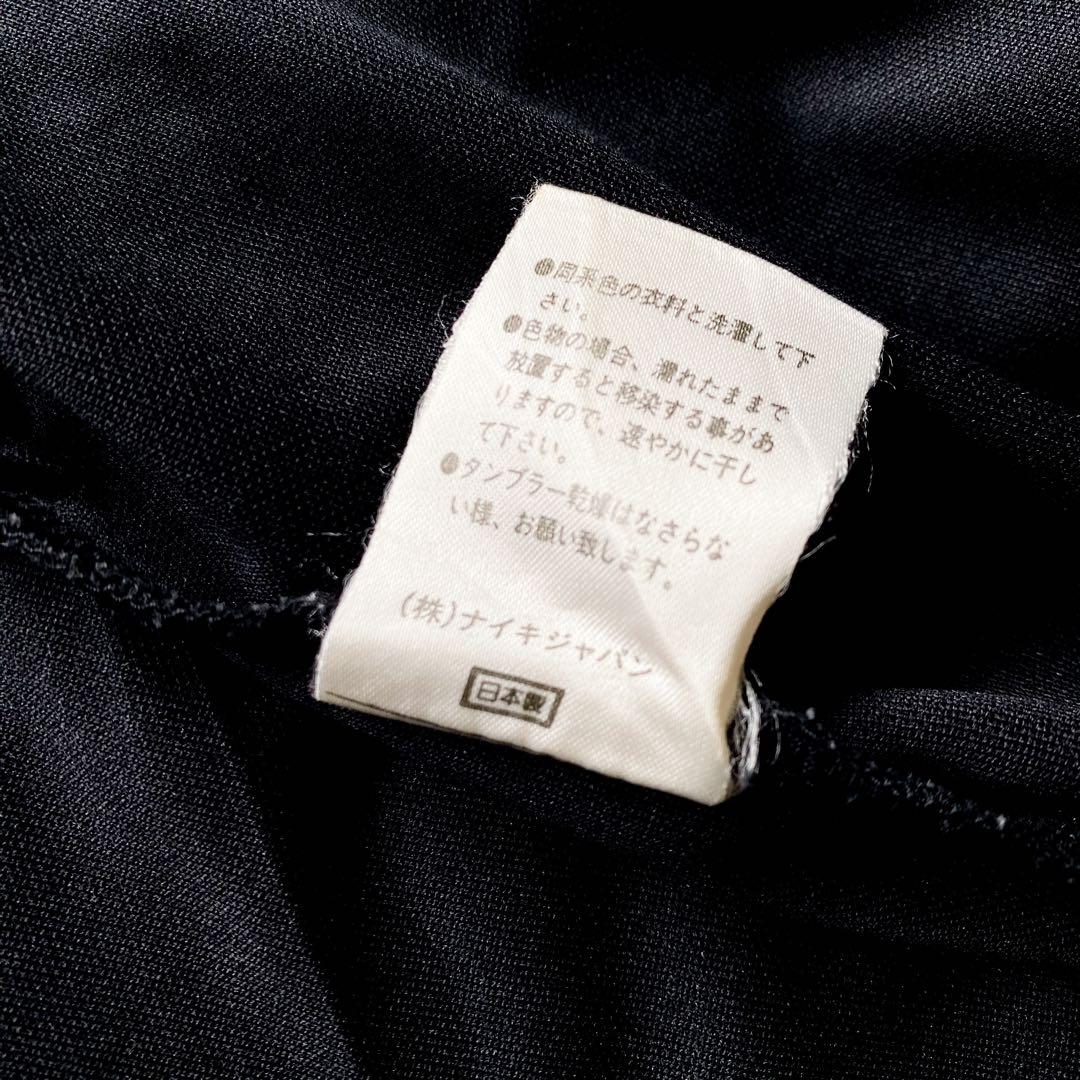 ●同系色の衣料と洗濯して下
さい。
●色物の場合、濡れたままで
放置すると移染する事があ
りますので、速やかに干し
て下さい。
●タンブラー乾燥はなさらな
い様、お願い致します。
(株)ナイキジャパン
日本製